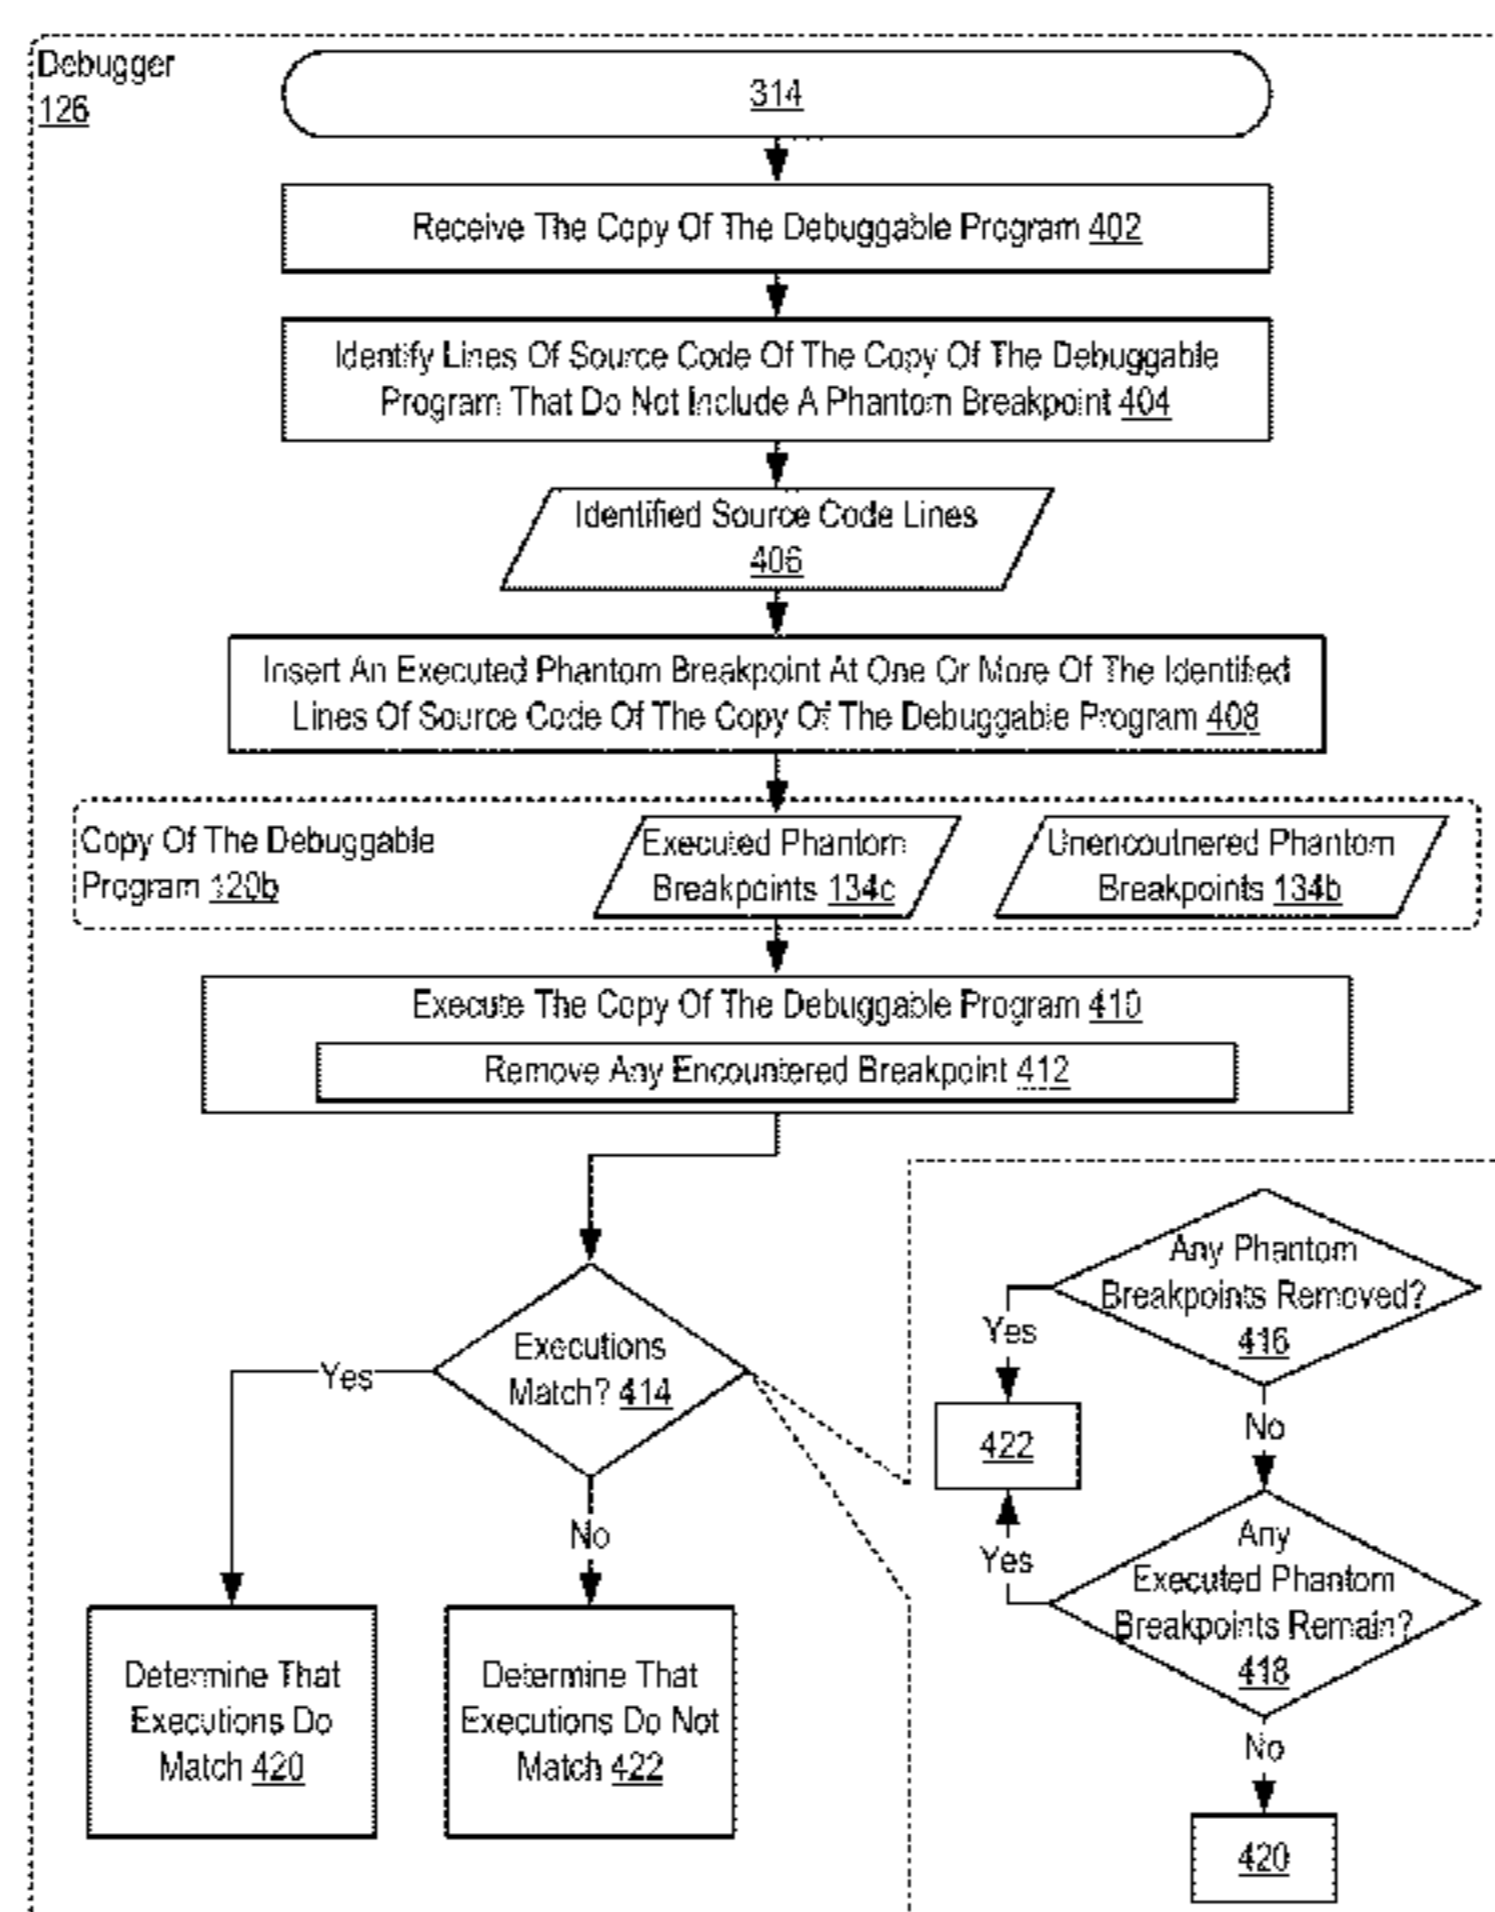 Debugger
126
314
Receive The Copy Of The Debuggable Program 402
Identify Lines Of Source Code Of The Copy Of The Debuggable
Program That Do Not Include A Phantom Breakpoint 404
Identified Source Code Lines
406
Insert An Executed Phantom Breakpoint At One Or More Of The Identified
Lines Of Source Code Of The Copy Of The Debuggable Program 408
Copy Of The Debuggable
Program 120b
Executed Phantom
Breakpoints 134c
Unencoutnered Phantom
Breakpoints 134b
Execute The Copy Of The Debuggable Program 410
Remove Any Encountered Breakpoint 412
Executions
Match? 414
Yes
No
Determine That
Executions Do
Match 420
Determine That
Executions Do Not
Match 422
Any Phantom
Breakpoints Removed?
416
Yes
No
422
Yes
Any
Executed Phantom
Breakpoints Remain?
418
No
420